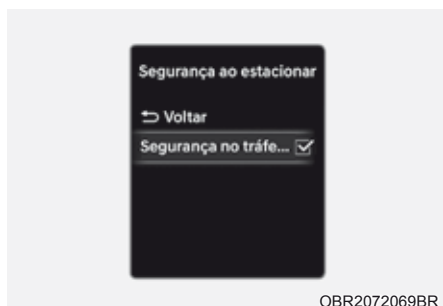 Segurança ao estacionar
⮌ Voltar
Segurança no tráfe... ☑
OBR2072069BR